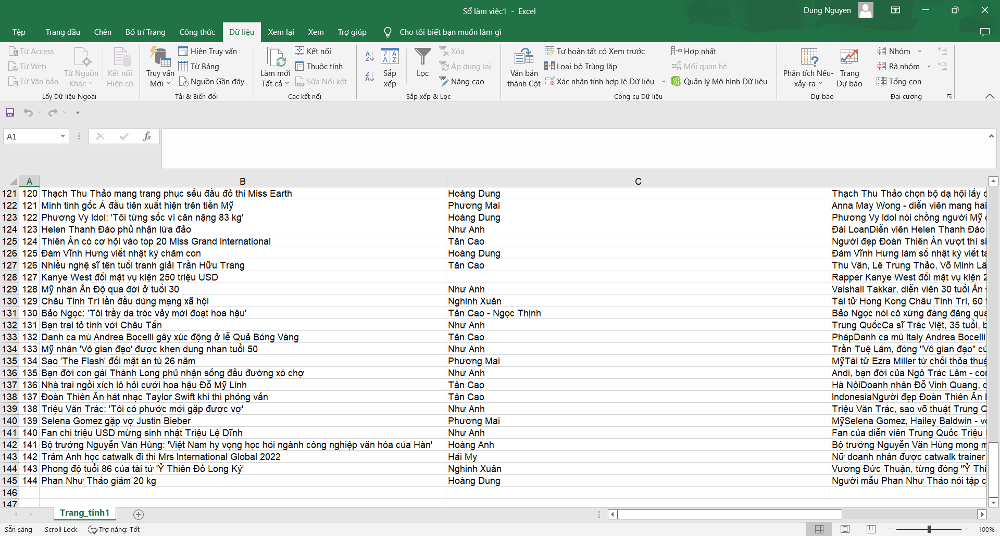 Sổ làm việc1 - Excel
Dung Nguyen
Tệp Trang đầu Chèn Bố trí Trang Công thức Dữ liệu Xem lại Xem Trợ giúp Cho tôi biết bạn muốn làm gì
Từ Access
Từ Web
Từ Văn bản
Từ Nguồn
Khác
Kết nối
Hiện có
Lấy Dữ liệu Ngoài
Truy vấn
Mới
Hiện Truy vấn
Từ Bảng
Nguồn Gần đây
Tải & Biến đổi
Làm mới
Tất cả
Kết nối
Thuộc tính
Sửa Nối kết
Các kết nối
Sắp
xếp
Lọc
Xóa
Áp dụng lại
Nâng cao
Sắp xếp & Lọc
Văn bản
thành Cột
Tự hoàn tất có Xem trước
Loại bỏ Trùng lặp
Xác nhận tính hợp lệ Dữ liệu
Hợp nhất
Mối quan hệ
Quản lý Mô hình Dữ liệu
Công cụ Dữ liệu
Phân tích Nếu-
xảy-ra
Trang
Dự báo
Dự báo
Nhóm
Rã nhóm
Tổng con
Đại cương
A1
fx
A B C
121 120 Thạch Thu Thảo mang trang phục sếu đầu đỏ thi Miss Earth Hoàng Dung Thạch Thu Thảo chọn bộ dạ hội lấy
122 121 Minh tinh gốc Á đầu tiên xuất hiện trên tiền Mỹ Phương Mai Anna May Wong - diễn viên mang hai
123 122 Phương Vy Idol: 'Tôi từng sốc vì cân nặng 83 kg' Hoàng Dung Phương Vy Idol nói chồng người Mỹ
124 123 Helen Thanh Đào phủ nhận lừa đảo Như Anh Đài LoanDiễn viên Helen Thanh Đào
125 124 Thiên Ân có cơ hội vào top 20 Miss Grand International Tân Cao Người đẹp Đoàn Thiên Ân vượt thí
126 125 Đàm Vĩnh Hưng viết nhật ký chăm con Hoàng Dung Đàm Vĩnh Hưng làm sổ nhật ký viết
127 126 Nhiều nghệ sĩ tên tuổi tranh giải Trần Hữu Trang Tân Cao Thu Vân, Lê Trung Thảo, Võ Minh
128 127 Kanye West đối mặt vụ kiện 250 triệu USD Rapper Kanye West đối mặt vụ kiện
129 128 Mỹ nhân Ấn Độ qua đời ở tuổi 30 Như Anh Vaishali Takkar, diễn viên 30 tuổi Ấn
130 129 Châu Tinh Trì lần đầu dùng mạng xã hội Nghinh Xuân Tài tử Hong Kong Châu Tinh Trì, 60
131 130 Bảo Ngọc: 'Tôi trầy da tróc vảy mới đoạt hoa hậu' Tân Cao - Ngọc Thịnh Bảo Ngọc nói cô xứng đáng đăng
132 131 Bạn trai tỏ tình với Châu Tấn Như Anh Trung QuốcCa sĩ Trác Việt, 35 tuổi,
133 132 Danh ca mù Andrea Bocelli gây xúc động ở lễ Quả Bóng Vàng Tân Cao PhápDanh ca mù Italy Andrea Bocelli
134 133 Mỹ nhân 'Vô gian đạo' được khen dung nhan tuổi 50 Như Anh Trần Tuệ Lâm, đóng "Vô gian đạo"
135 134 Sao 'The Flash' đối mặt án tù 26 năm Phương Mai MỹTài tử Ezra Miller từ chối thỏa
136 135 Bạn đời con gái Thành Long phủ nhận sống đầu đường xó chợ Như Anh Andi, bạn đời của Ngô Trác Lâm -
137 136 Nhà trai ngồi xích lô hỏi cưới hoa hậu Đỗ Mỹ Linh Tân Cao Hà NộiDoanh nhân Đỗ Vinh Quang,
138 137 Đoàn Thiên Ân hát nhạc Taylor Swift khi thi phỏng vấn Tân Cao IndonesiaNgười đẹp Đoàn Thiên Ân
139 138 Triệu Văn Trác: 'Tôi có phước mới gặp được vợ' Như Anh Triệu Văn Trác, sao võ thuật Trung
140 139 Selena Gomez gặp vợ Justin Bieber Phương Mai MỹSelena Gomez, Hailey Baldwin -
141 140 Fan chi triệu USD mừng sinh nhật Triệu Lệ Dĩnh Như Anh Fan của diễn viên Trung Quốc Triệu
142 141 Bộ trưởng Nguyễn Văn Hùng: 'Việt Nam hy vọng học hỏi ngành công nghiệp văn hóa của Hàn' Hoàng Anh Bộ trưởng Nguyễn Văn Hùng mong
143 142 Trâm Anh học catwalk đi thi Mrs International Global 2022 Hải My Nữ doanh nhân được catwalk trainer
144 143 Phong độ tuổi 86 của tài tử 'Ỷ Thiên Đồ Long Ký' Nghinh Xuân Vương Đức Thuận, từng đóng "Ỷ
145 144 Phan Như Thảo giảm 20 kg Hoàng Dung Người mẫu Phan Như Thảo nói tập
146
147
Trang_tính1
Sẵn sàng Scroll Lock Trợ năng: Tốt 100%